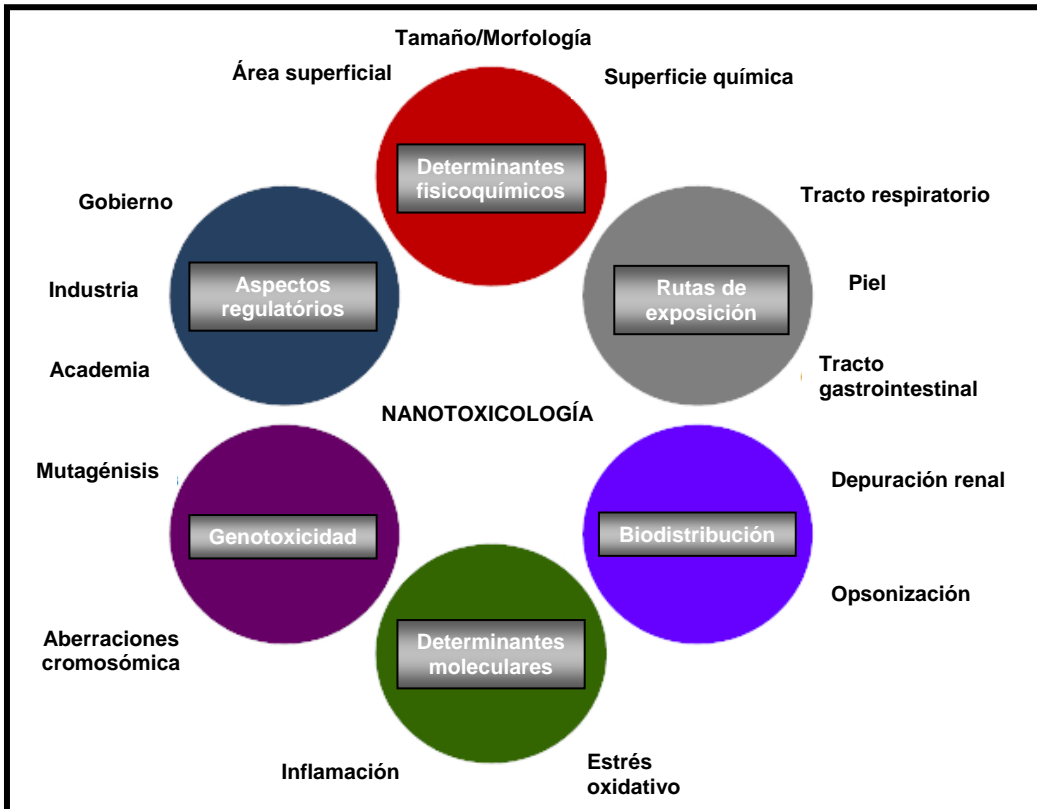 Tamaño/Morfología
Área superficial
Superficie química
Determinantes
fisicoquímicos
Gobierno
Tracto respiratorio
Industria
Aspectos
regulatórios
Rutas de
exposición
Piel
Academia
Tracto
gastrointestinal
NANOTOXICOLOGÍA
Mutagénisis
Depuración renal
Genotoxicidad
Biodistribución
Opsonización
Aberraciones
cromosómica
Determinantes
moleculares
Inflamación
Estrés
oxidativo